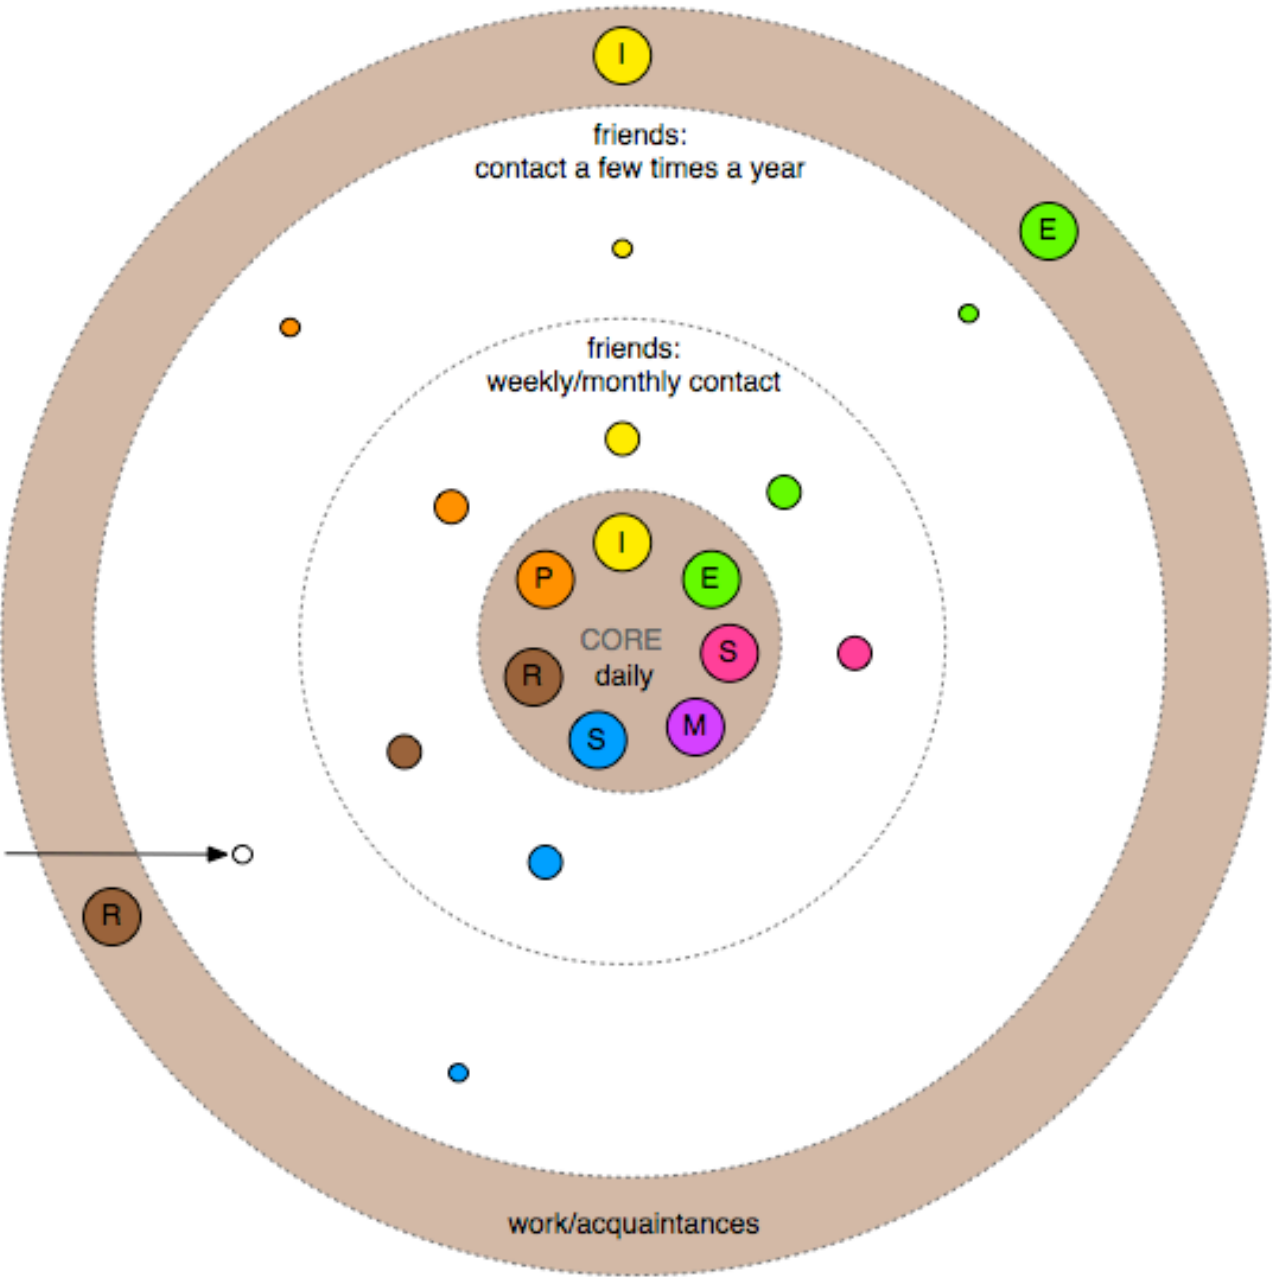 I
friends:
contact a few times a year
E
friends:
weekly/monthly contact
I
P
E
CORE
S
R
daily
M
S
R
work/acquaintances